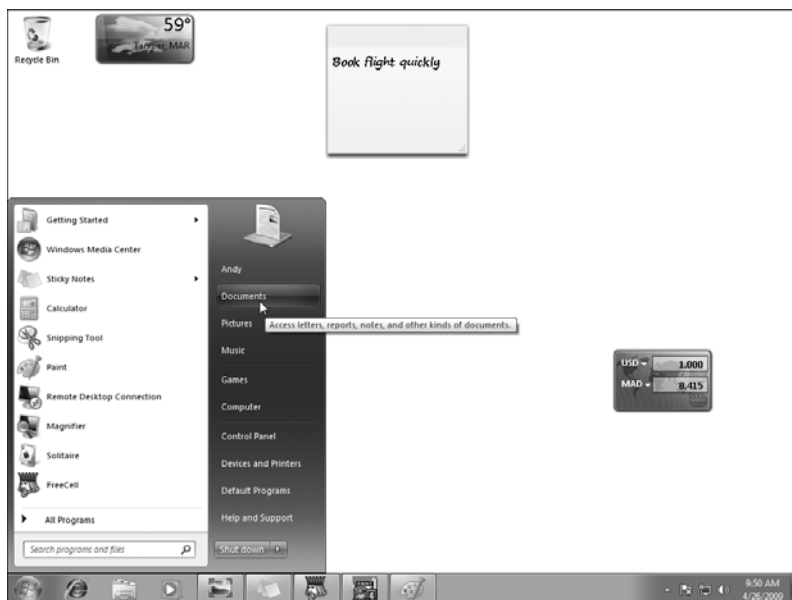 Recycle Bin
59°
Tangier, MAR
Book flight quickly
Getting Started
Windows Media Center
Sticky Notes
Calculator
Snipping Tool
Paint
Remote Desktop Connection
Magnifier
Solitaire
FreeCell
All Programs
Search programs and files
Andy
Documents
Access letters, reports, notes, and other kinds of documents.
Pictures
Music
Games
Computer
Control Panel
Devices and Printers
Default Programs
Help and Support
Shut down
USD 1.000
MAD 8.415
9:50 AM
4/26/2009